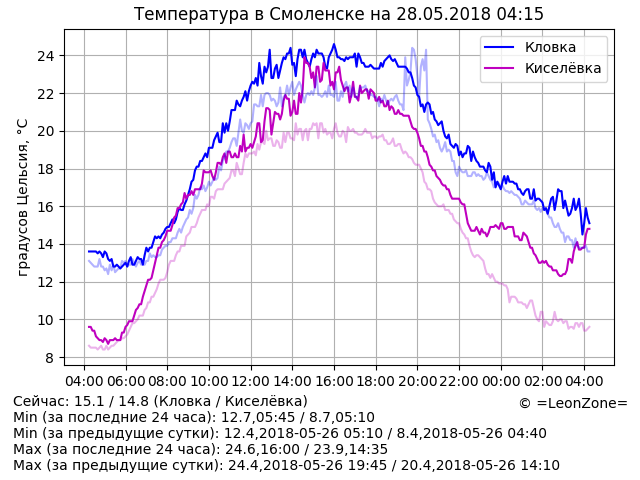 Температура в Смоленске на 28.05.2018 04:15
Кловка
Киселёвка
градусов Цельсия, °C
24
22
20
18
16
14
12
10
8
04:00 06:00 08:00 10:00 12:00 14:00 16:00 18:00 20:00 22:00 00:00 02:00 04:00
Сейчас: 15.1 / 14.8 (Кловка / Киселёвка)
© =LeonZone=
Min (за последние 24 часа): 12.7,05:45 / 8.7,05:10
Min (за предыдущие сутки): 12.4,2018-05-26 05:10 / 8.4,2018-05-26 04:40
Max (за последние 24 часа): 24.6,16:00 / 23.9,14:35
Max (за предыдущие сутки): 24.4,2018-05-26 19:45 / 20.4,2018-05-26 14:10